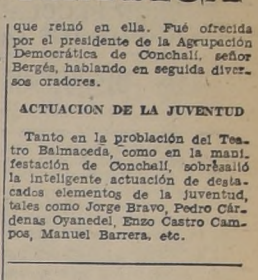 que reinó en ella. Fué ofrecida
por el presidente de la Agrupación
Democrática de Conchalí, señor
Bergés, hablando en seguida diver-
sos oradores.
ACTUACION DE LA JUVENTUD
Tanto en la problación del Tea-
tro Balmaceda, como en la mani-
festación de Conchalí, sobresalió
la inteligente actuación de desta-
cados elementos de la juventud,
tales como Jorge Bravo, Pedro Cár-
denas Oyanedel, Enzo Castro Cam-
pos, Manuel Barrera, etc.